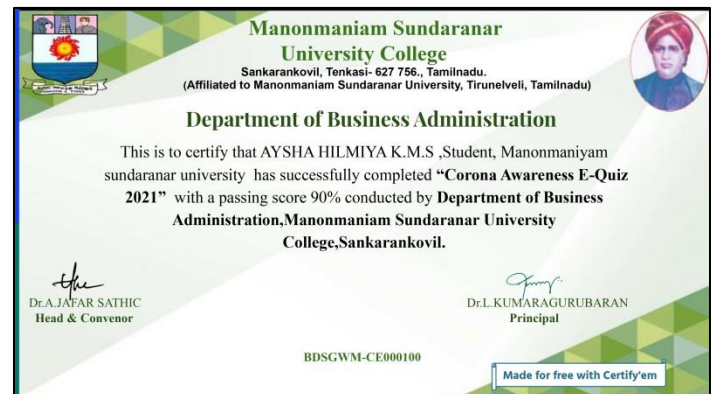 Manonmaniam Sundaranar
University College
Sankarankovil, Tenkasi- 627 756., Tamilnadu.
(Affiliated to Manonmaniam Sundaranar University, Tirunelveli, Tamilnadu)
Department of Business Administration
This is to certify that AYSHA HILMIYA K.M.S ,Student, Manonmaniyam
sundaranar university has successfully completed “Corona Awareness E-Quiz
2021” with a passing score 90% conducted by Department of Business
Administration,Manonmaniam Sundaranar University
College,Sankarankovil.
Dr.A.JAFAR SATHIC
Head & Convenor
Dr.L.KUMARAGURUBARAN
Principal
BDSGWM-CE000100
Made for free with Certify'em